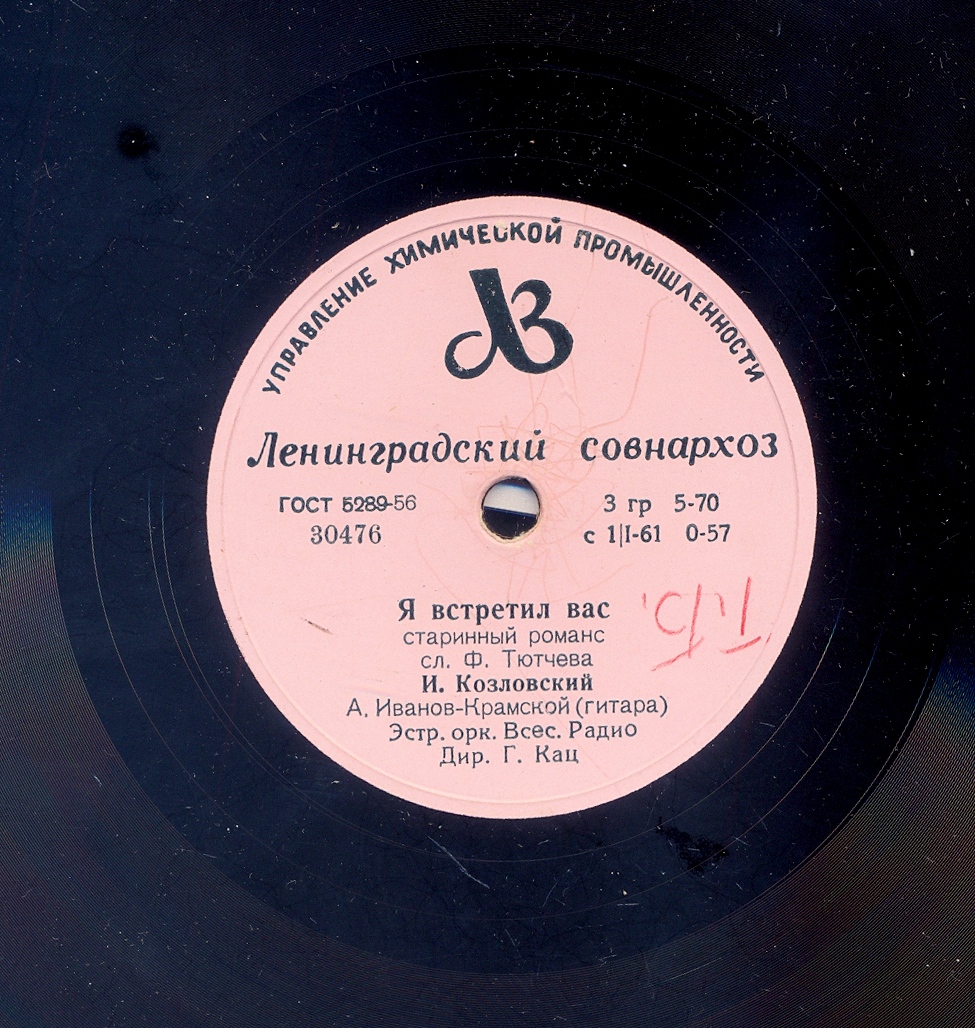 УПРАВЛЕНИЕ ХИМИЧЕСКОЙ ПРОМЫШЛЕННОСТИ
Ленинградский совнархоз
ГОСТ 5289-56 3 гр 5-70
30476 с 1|I-61 0-57
Я встретил вас
старинный романс
сл. Ф. Тютчева
И. Козловский
А. Иванов-Крамской (гитара)
Эстр. орк. Всес. Радио
Дир. Г. Кац